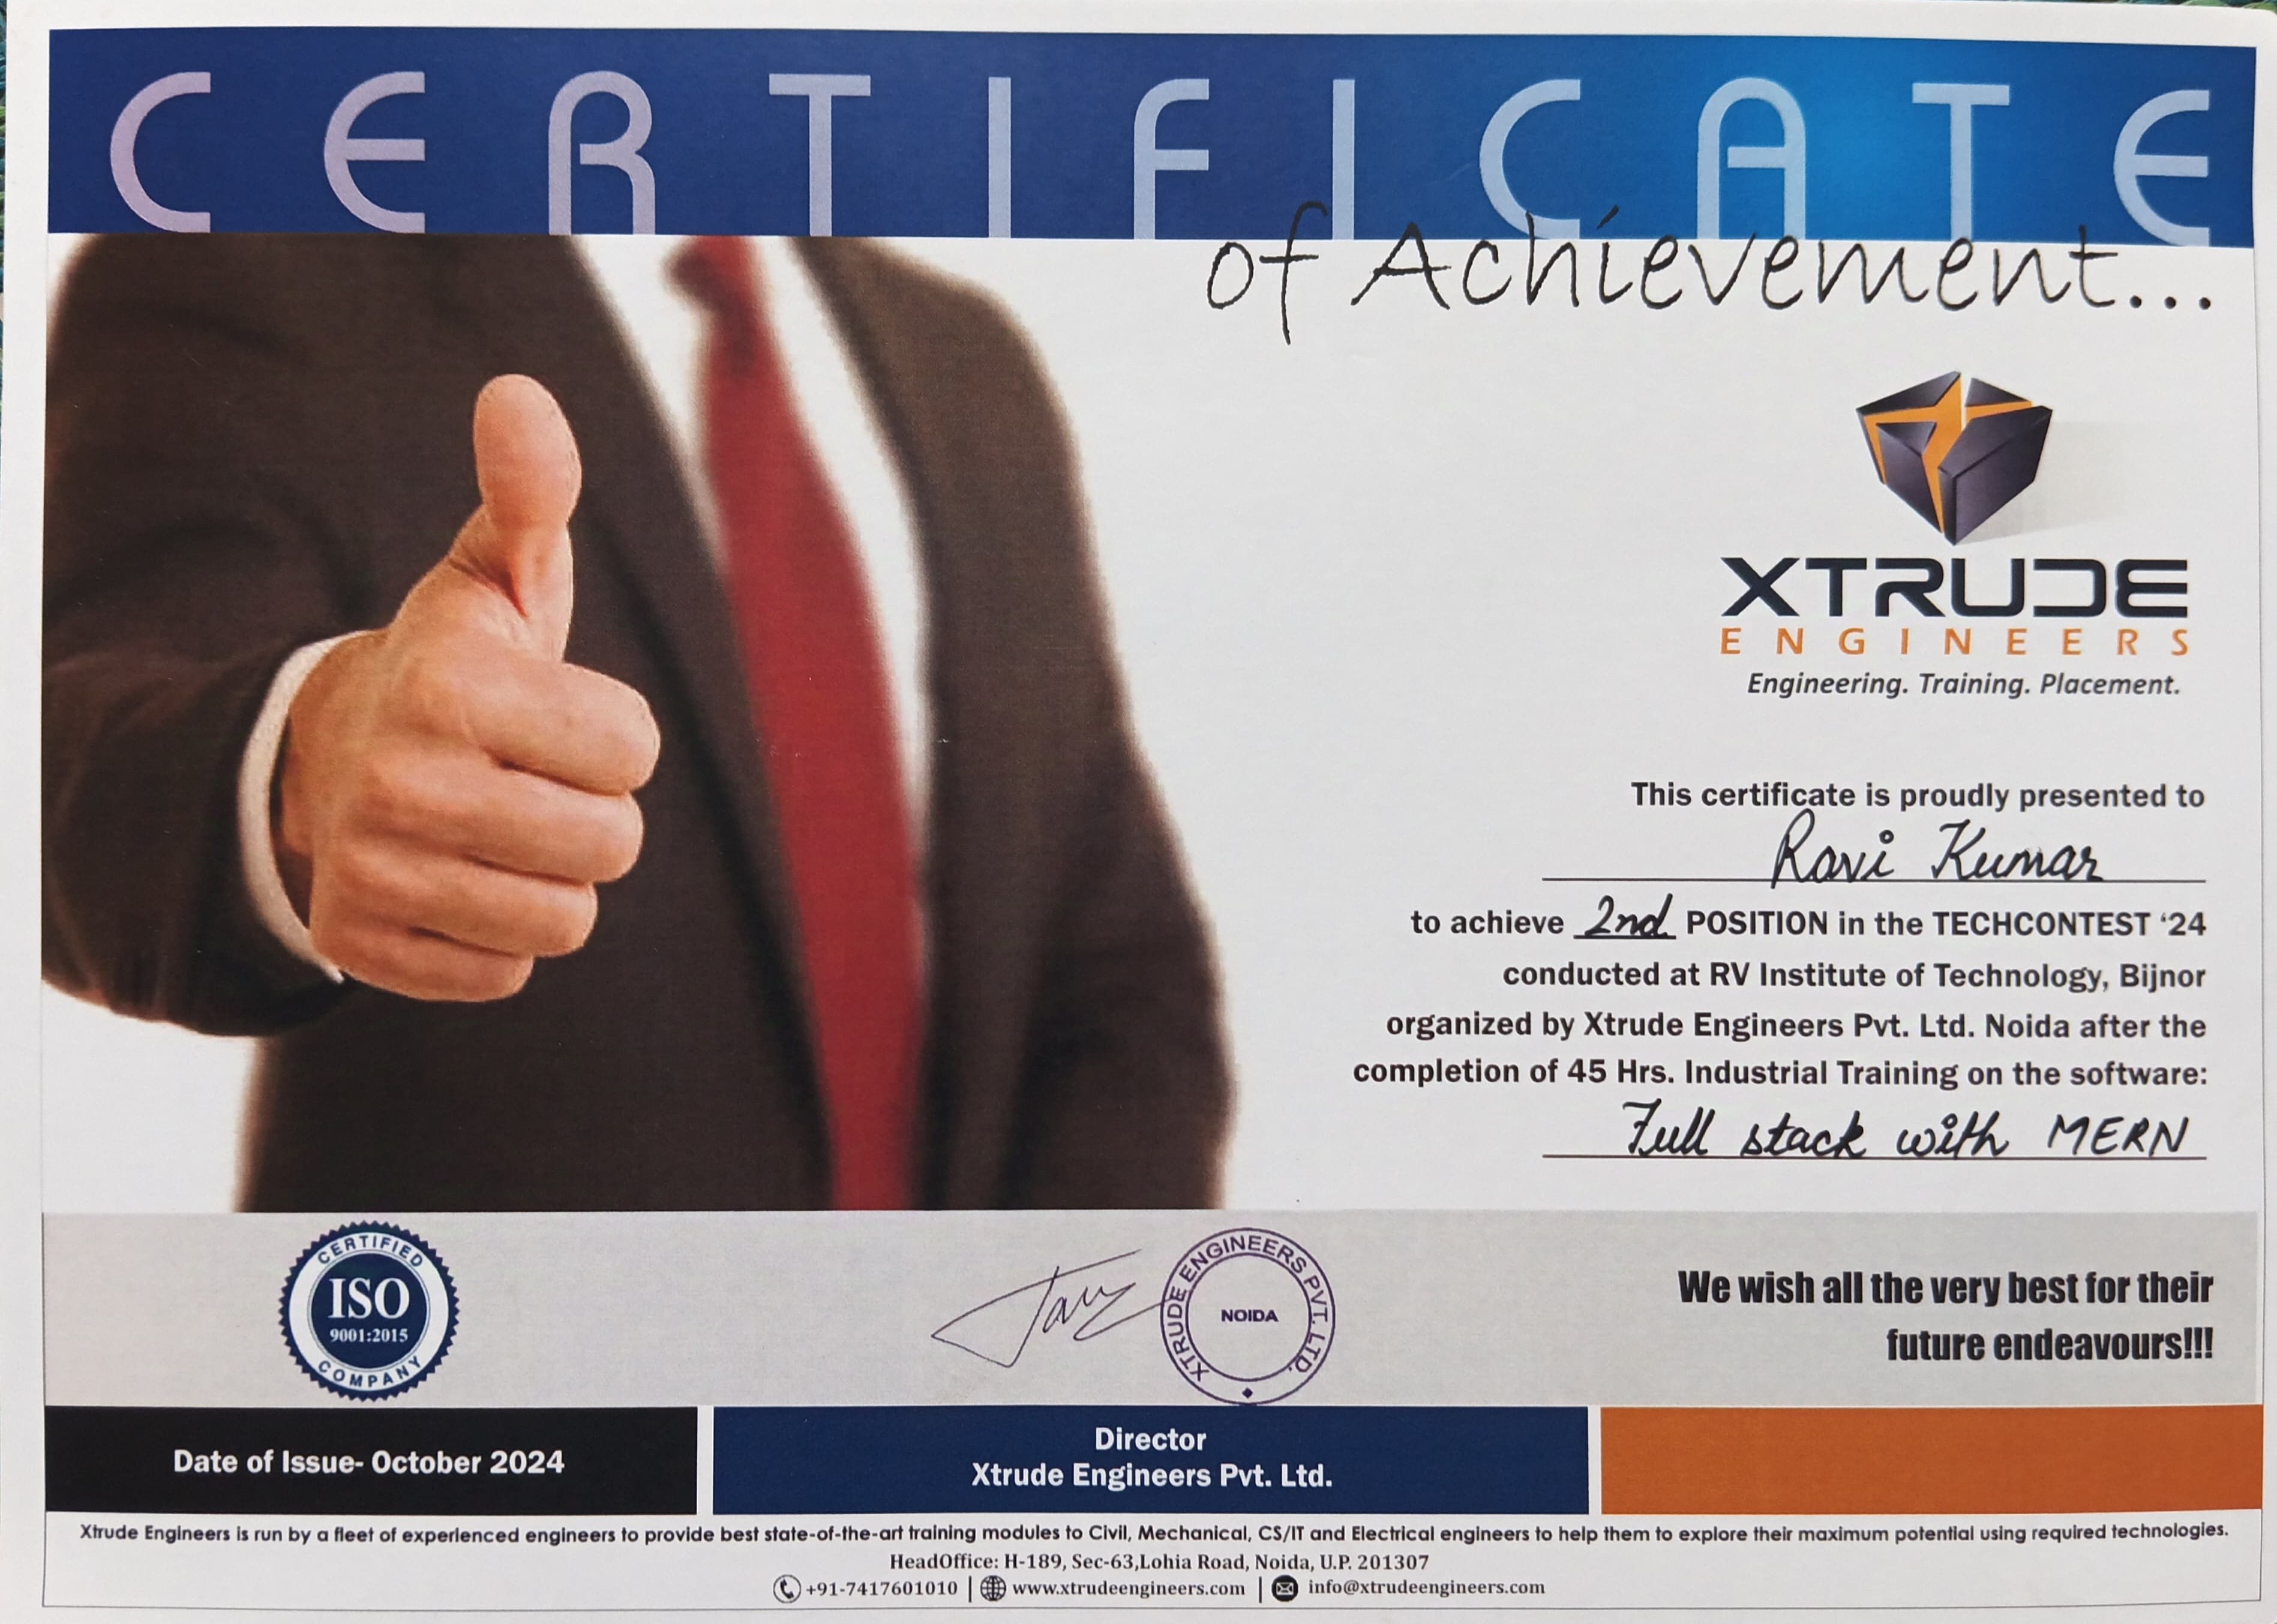 CERTIFICATE
of Achievement...
XTRUDE
ENGINEERS
Engineering. Training. Placement.
This certificate is proudly presented to
Ravi Kumar
to achieve 2nd POSITION in the TECHCONTEST ‘24
conducted at RV Institute of Technology, Bijnor
organized by Xtrude Engineers Pvt. Ltd. Noida after the
completion of 45 Hrs. Industrial Training on the software:
Full stack with MERN
CERTIFIED
ISO
9001:2015
COMPANY
XTRUDE ENGINEERS PVT. LTD.
NOIDA
We wish all the very best for their
future endeavours!!!
Date of Issue- October 2024
Director
Xtrude Engineers Pvt. Ltd.
Xtrude Engineers is run by a fleet of experienced engineers to provide best state-of-the-art training modules to Civil, Mechanical, CS/IT and Electrical engineers to help them to explore their maximum potential using required technologies.
HeadOffice: H-189, Sec-63,Lohia Road, Noida, U.P. 201307
+91-7417601010 | www.xtrudeengineers.com | info@xtrudeengineers.com